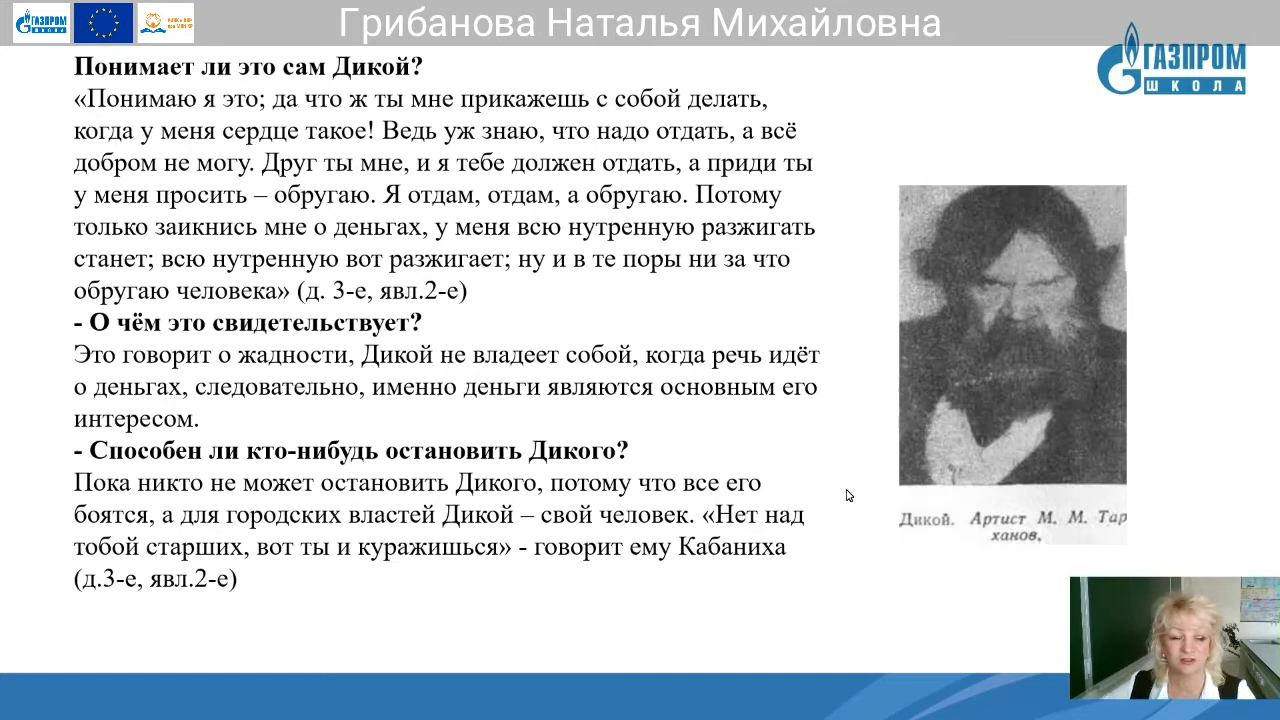 ГАЗПРОМ
ШКОЛА
Грибанова Наталья Михайловна
ГАЗПРОМ
ШКОЛА
Понимает ли это сам Дикой?
«Понимаю я это; да что ж ты мне прикажешь с собой делать,
когда у меня сердце такое! Ведь уж знаю, что надо отдать, а всё
добром не могу. Друг ты мне, и я тебе должен отдать, а приди ты
у меня просить – обругаю. Я отдам, отдам, а обругаю. Потому
только заикнись мне о деньгах, у меня всю нутренную разжигать
станет; всю нутренную вот разжигает; ну и в те поры ни за что
обругаю человека» (д. 3-е, явл.2-е)
- О чём это свидетельствует?
Это говорит о жадности, Дикой не владеет собой, когда речь идёт
о деньгах, следовательно, именно деньги являются основным его
интересом.
- Способен ли кто-нибудь остановить Дикого?
Пока никто не может остановить Дикого, потому что все его
боятся, а для городских властей Дикой – свой человек. «Нет над
тобой старших, вот ты и куражишься» - говорит ему Кабаниха
(д.3-е, явл.2-е)
Дикой. Артист М. М. Тар
ханов,